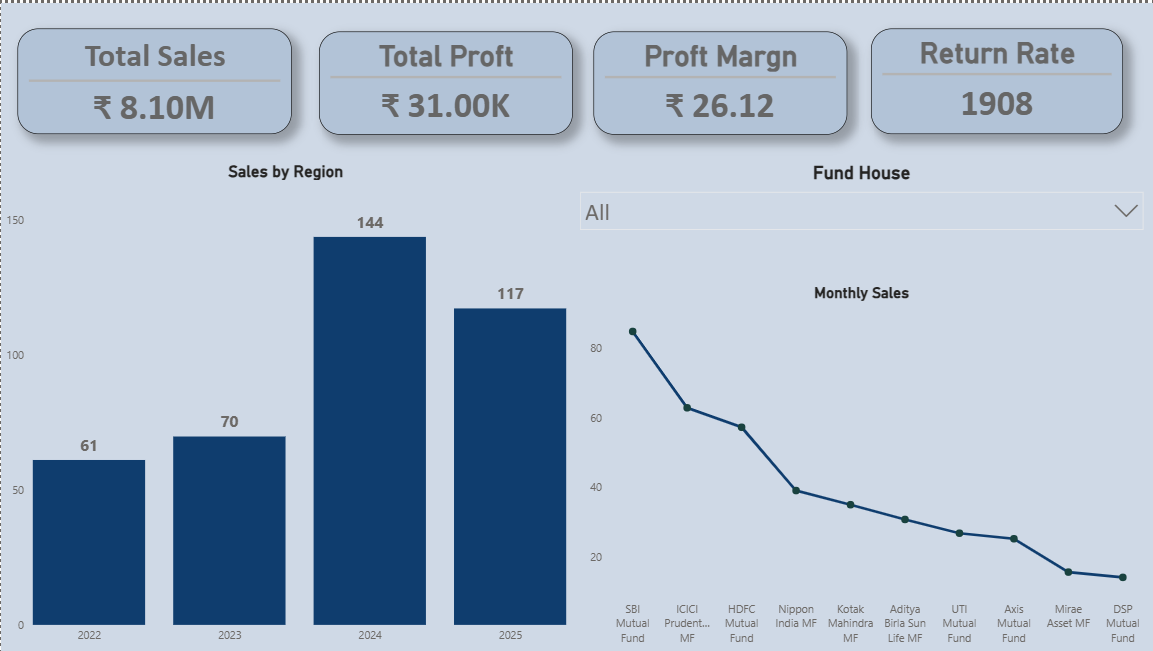 Total Sales
₹ 8.10M
Total Proft
₹ 31.00K
Proft Margn
₹ 26.12
Return Rate
1908
Sales by Region
150
100
50
0
61
70
144
117
2022
2023
2024
2025
Fund House
All
Monthly Sales
80
60
40
20
SBI
Mutual
Fund
ICICI
Prudent...
MF
HDFC
Mutual
Fund
Nippon
India MF
Kotak
Mahindra
MF
Aditya
Birla Sun
Life MF
UTI
Mutual
Fund
Axis
Mutual
Fund
Mirae
Asset MF
DSP
Mutual
Fund